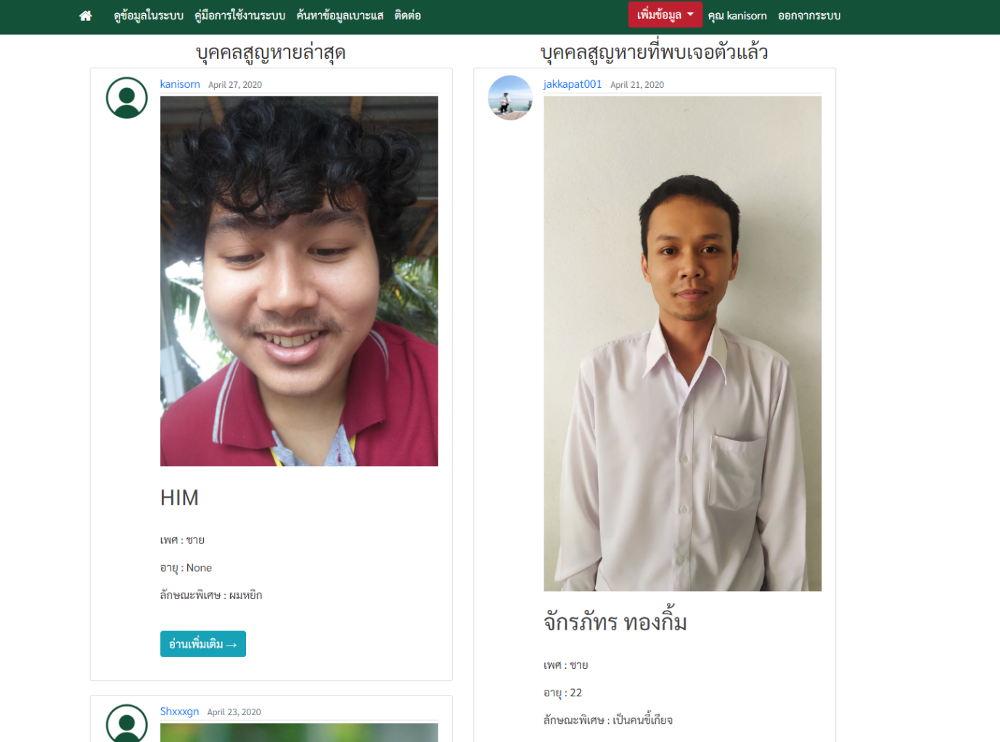 ดูข้อมูลในระบบ คู่มือการใช้งานระบบ ค้นหาข้อมูลเบาะแส ติดต่อ เพิ่มข้อมูล คุณ kanisorn ออกจากระบบ
บุคคลสูญหายล่าสุด
kanisorn April 27, 2020
HIM
เพศ : ชาย
อายุ : None
ลักษณะพิเศษ : ผมหยิก
อ่านเพิ่มเติม →
Shxxxgn April 23, 2020
บุคคลสูญหายที่พบเจอตัวแล้ว
jakkapat001 April 21, 2020
จักรภัทร ทองกิ้ม
เพศ : ชาย
อายุ : 22
ลักษณะพิเศษ : เป็นคนขี้เกียจ